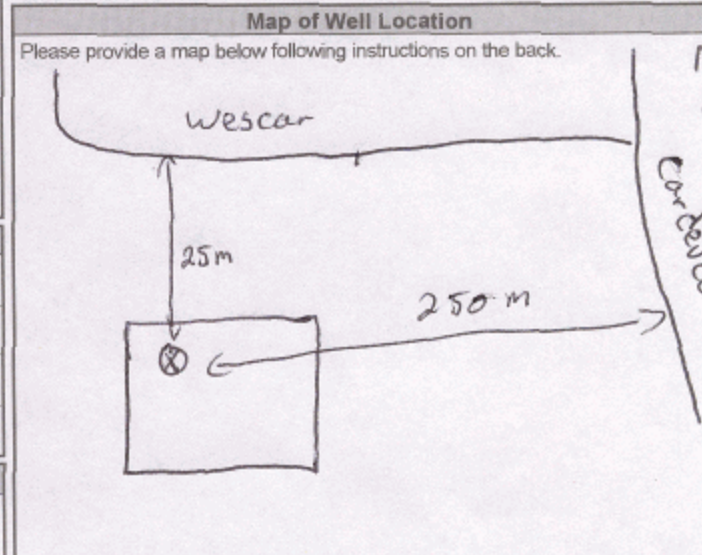 Map of Well Location
Please provide a map below following instructions on the back.
Wescar
25m
250 m